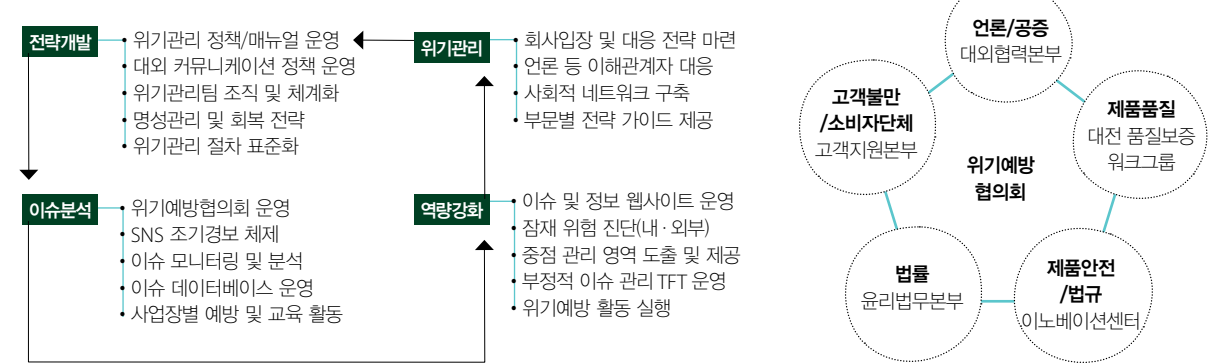 전략개발
• 위기관리 정책/매뉴얼 운영
• 대외 커뮤니케이션 정책 운영
• 위기관리팀 조직 및 체계화
• 명성관리 및 회복 전략
• 위기관리 절차 표준화
위기관리
• 회사입장 및 대응 전략 마련
• 언론 등 이해관계자 대응
• 사회적 네트워크 구축
• 부문별 전략 가이드 제공
이슈분석
• 위기예방협의회 운영
• SNS 조기경보 체제
• 이슈 모니터링 및 분석
• 이슈 데이터베이스 운영
• 사업장별 예방 및 교육 활동
역량강화
• 이슈 및 정보 웹사이트 운영
• 잠재 위험 진단(내·외부)
• 중점 관리 영역 도출 및 제공
• 부정적 이슈 관리 TFT 운영
• 위기예방 활동 실행
언론/공중
대외협력본부
고객불만
/소비자단체
고객지원본부
제품품질
대전 품질보증
워크그룹
위기예방
협의회
법률
윤리법무본부
제품안전
/법규
이노베이션센터